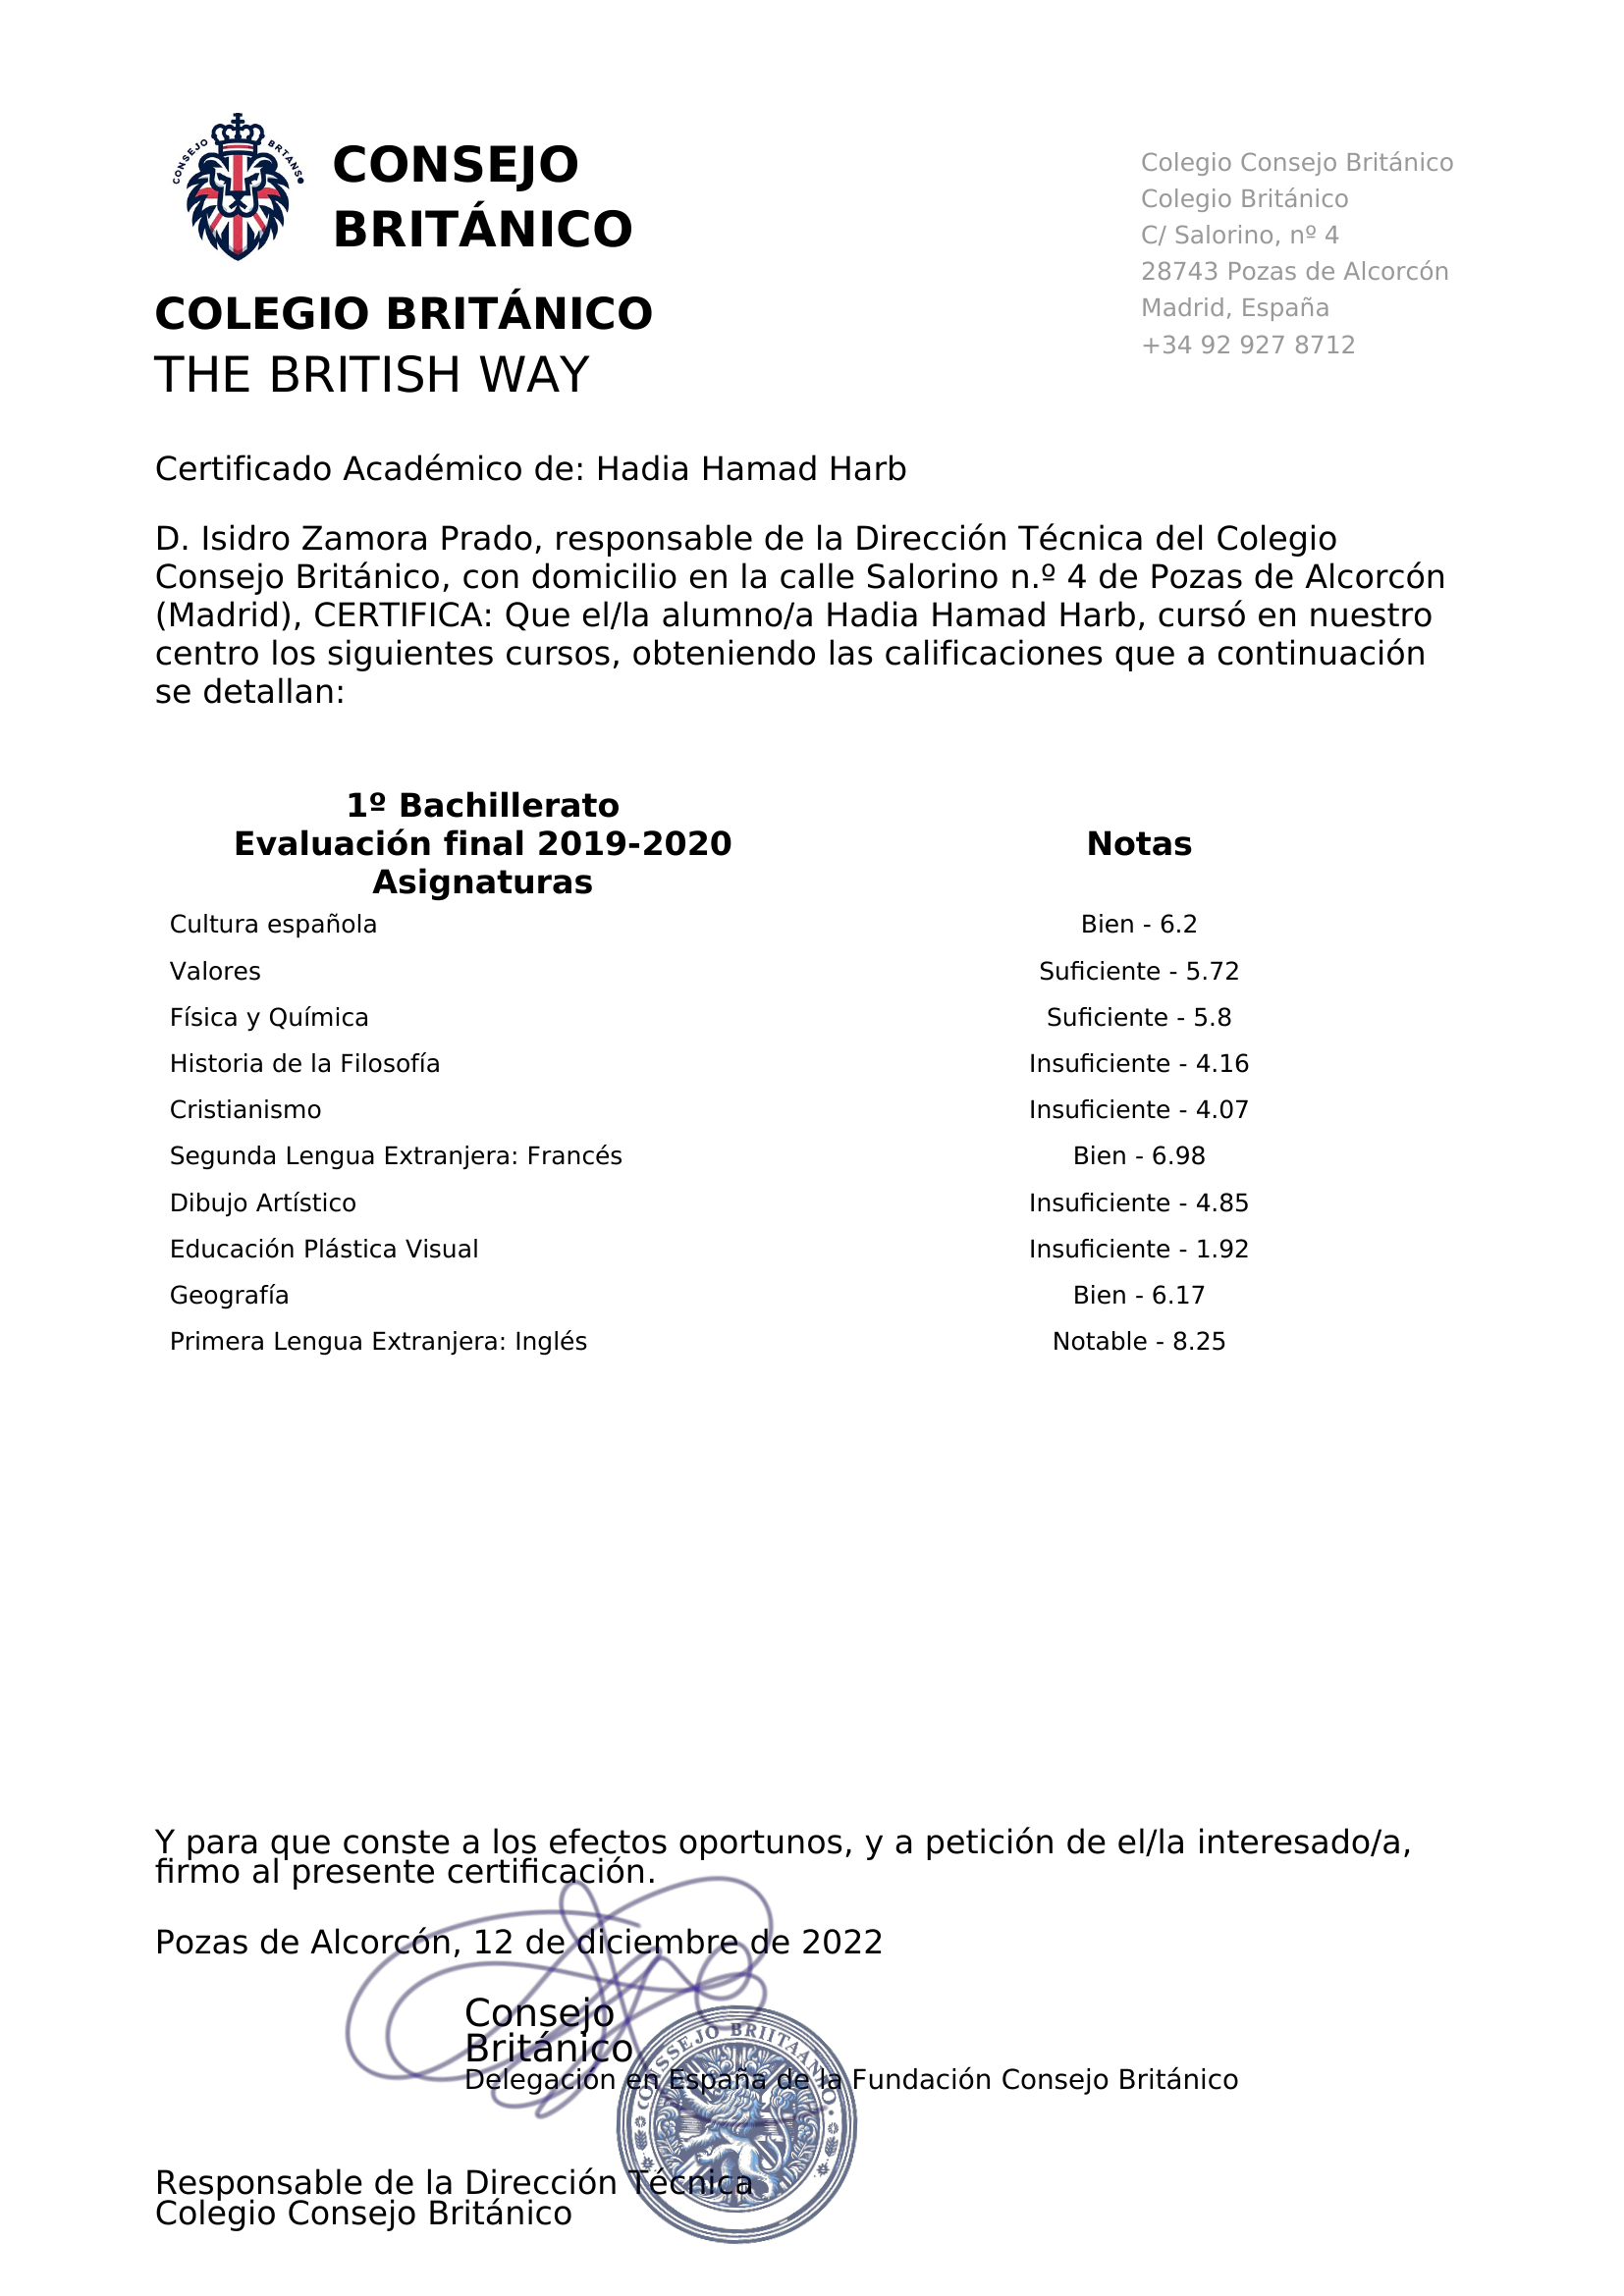 CONSEJO BRTANS
CONSEJO
BRITÁNICO
COLEGIO BRITÁNICO
THE BRITISH WAY
Colegio Consejo Británico
Colegio Británico
C/ Salorino, nº 4
28743 Pozas de Alcorcón
Madrid, España
+34 92 927 8712
Certificado Académico de: Hadia Hamad Harb
D. Isidro Zamora Prado, responsable de la Dirección Técnica del Colegio
Consejo Británico, con domicilio en la calle Salorino n.º 4 de Pozas de Alcorcón
(Madrid), CERTIFICA: Que el/la alumno/a Hadia Hamad Harb, cursó en nuestro
centro los siguientes cursos, obteniendo las calificaciones que a continuación
se detallan:
1º Bachillerato
Evaluación final 2019-2020 Notas
Asignaturas
Cultura española Bien - 6.2
Valores Suficiente - 5.72
Física y Química Suficiente - 5.8
Historia de la Filosofía Insuficiente - 4.16
Cristianismo Insuficiente - 4.07
Segunda Lengua Extranjera: Francés Bien - 6.98
Dibujo Artístico Insuficiente - 4.85
Educación Plástica Visual Insuficiente - 1.92
Geografía Bien - 6.17
Primera Lengua Extranjera: Inglés Notable - 8.25
Y para que conste a los efectos oportunos, y a petición de el/la interesado/a,
firmo al presente certificación.
Pozas de Alcorcón, 12 de diciembre de 2022
Consejo
Británico
Delegación en España de la Fundación Consejo Británico
CONSSEJO BRIITAANIIO
Responsable de la Dirección Técnica
Colegio Consejo Británico